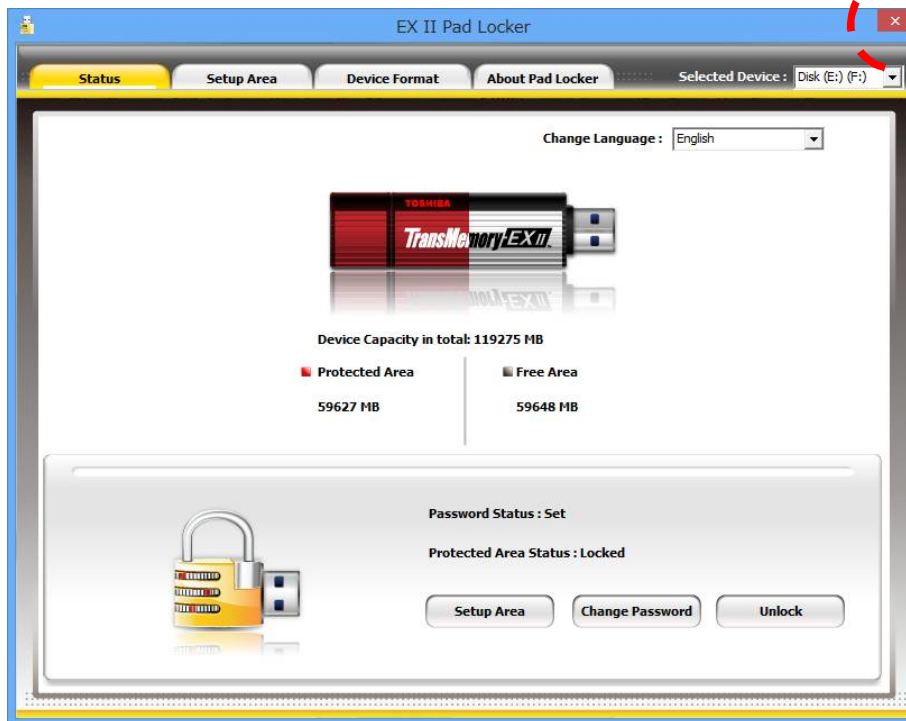 EX II Pad Locker
Status Setup Area Device Format About Pad Locker Selected Device : Disk (E:) (F:)
Change Language : English
TOSHIBA
TransMemory-EX II
Device Capacity in total: 119275 MB
Protected Area Free Area
59627 MB 59648 MB
Password Status : Set
Protected Area Status : Locked
Setup Area Change Password Unlock